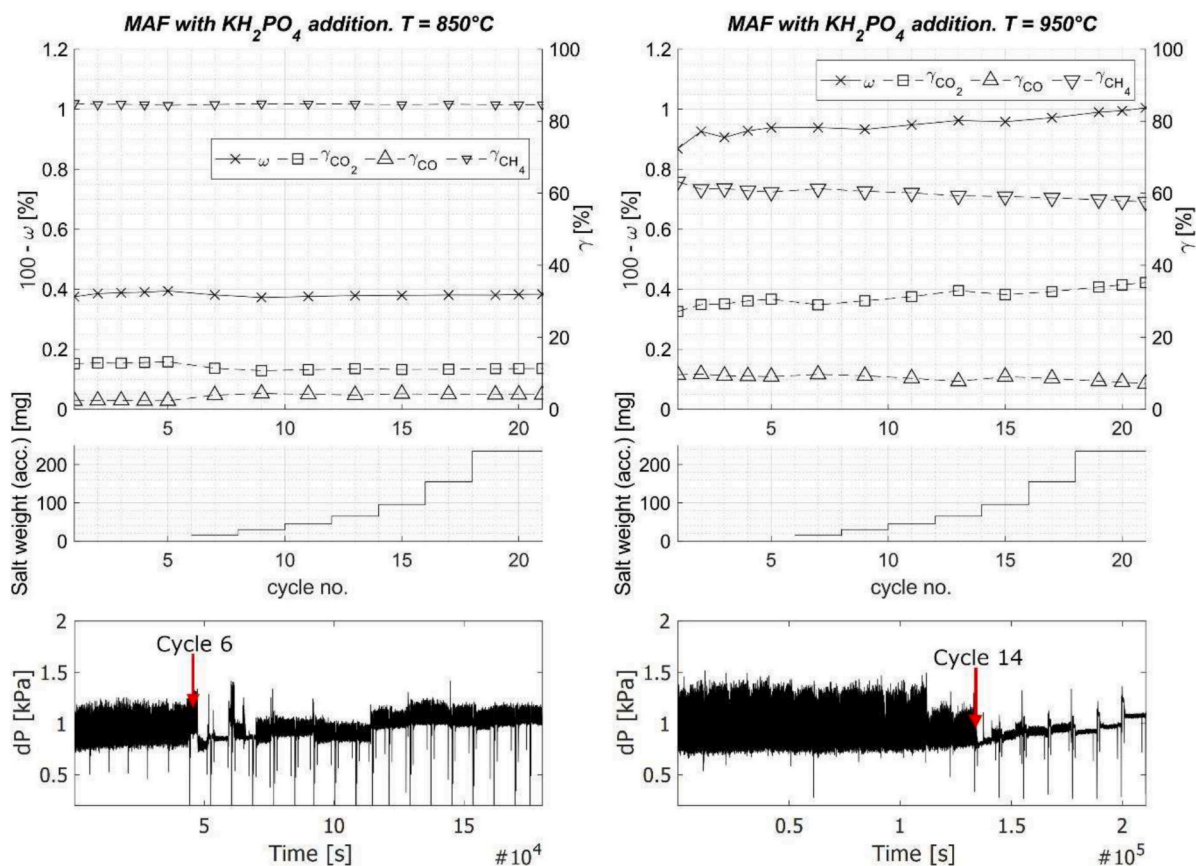 MAF with KH2PO4 addition. T = 850°C
1.2
1
0.8
0.6
0.4
0.2
0
100 - ω [%]
100
80
60
40
20
0
γ [%]
ω γCO2 γCO γCH4
5 10 15 20
Salt weight (acc.) [mg]
200
100
0
5 10 15 20
cycle no.
dP [kPa]
2
1.5
1
0.5
Cycle 6
5 10 15
Time [s] #10^4
MAF with KH2PO4 addition. T = 950°C
1.2
1
0.8
0.6
0.4
0.2
0
100 - ω [%]
100
80
60
40
20
0
γ [%]
ω γCO2 γCO γCH4
5 10 15 20
Salt weight (acc.) [mg]
200
100
0
5 10 15 20
cycle no.
dP [kPa]
2
1.5
1
0.5
Cycle 14
0.5 1 1.5 2
Time [s] #10^5